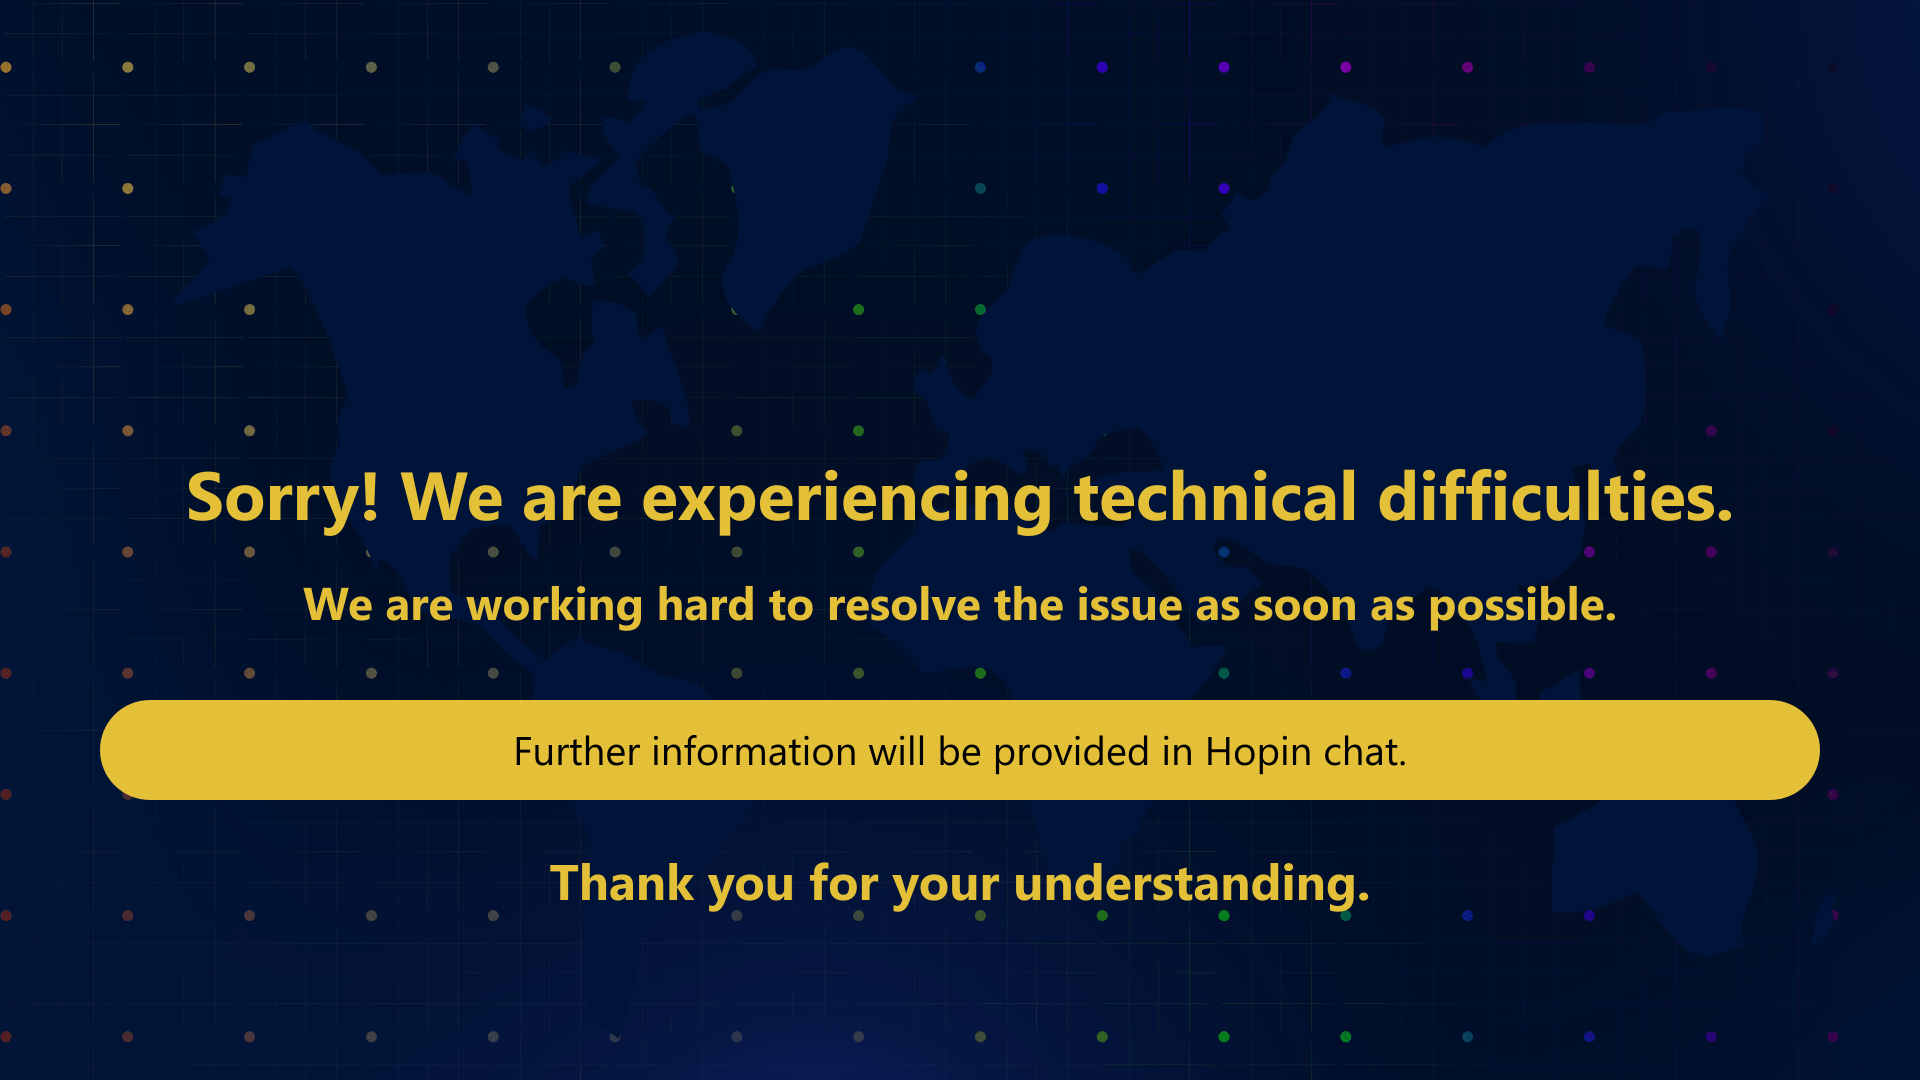 Sorry! We are experiencing technical difficulties.
We are working hard to resolve the issue as soon as possible.
Further information will be provided in Hopin chat.
Thank you for your understanding.